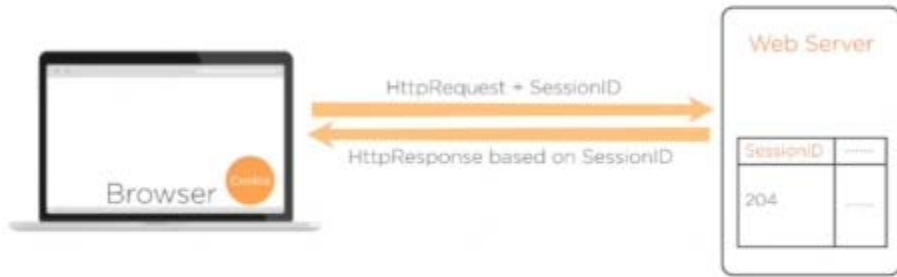 Web Server
HttpRequest + SessionID
HttpResponse based on SessionID
Browser
Cookie
SessionID ......
204 ......